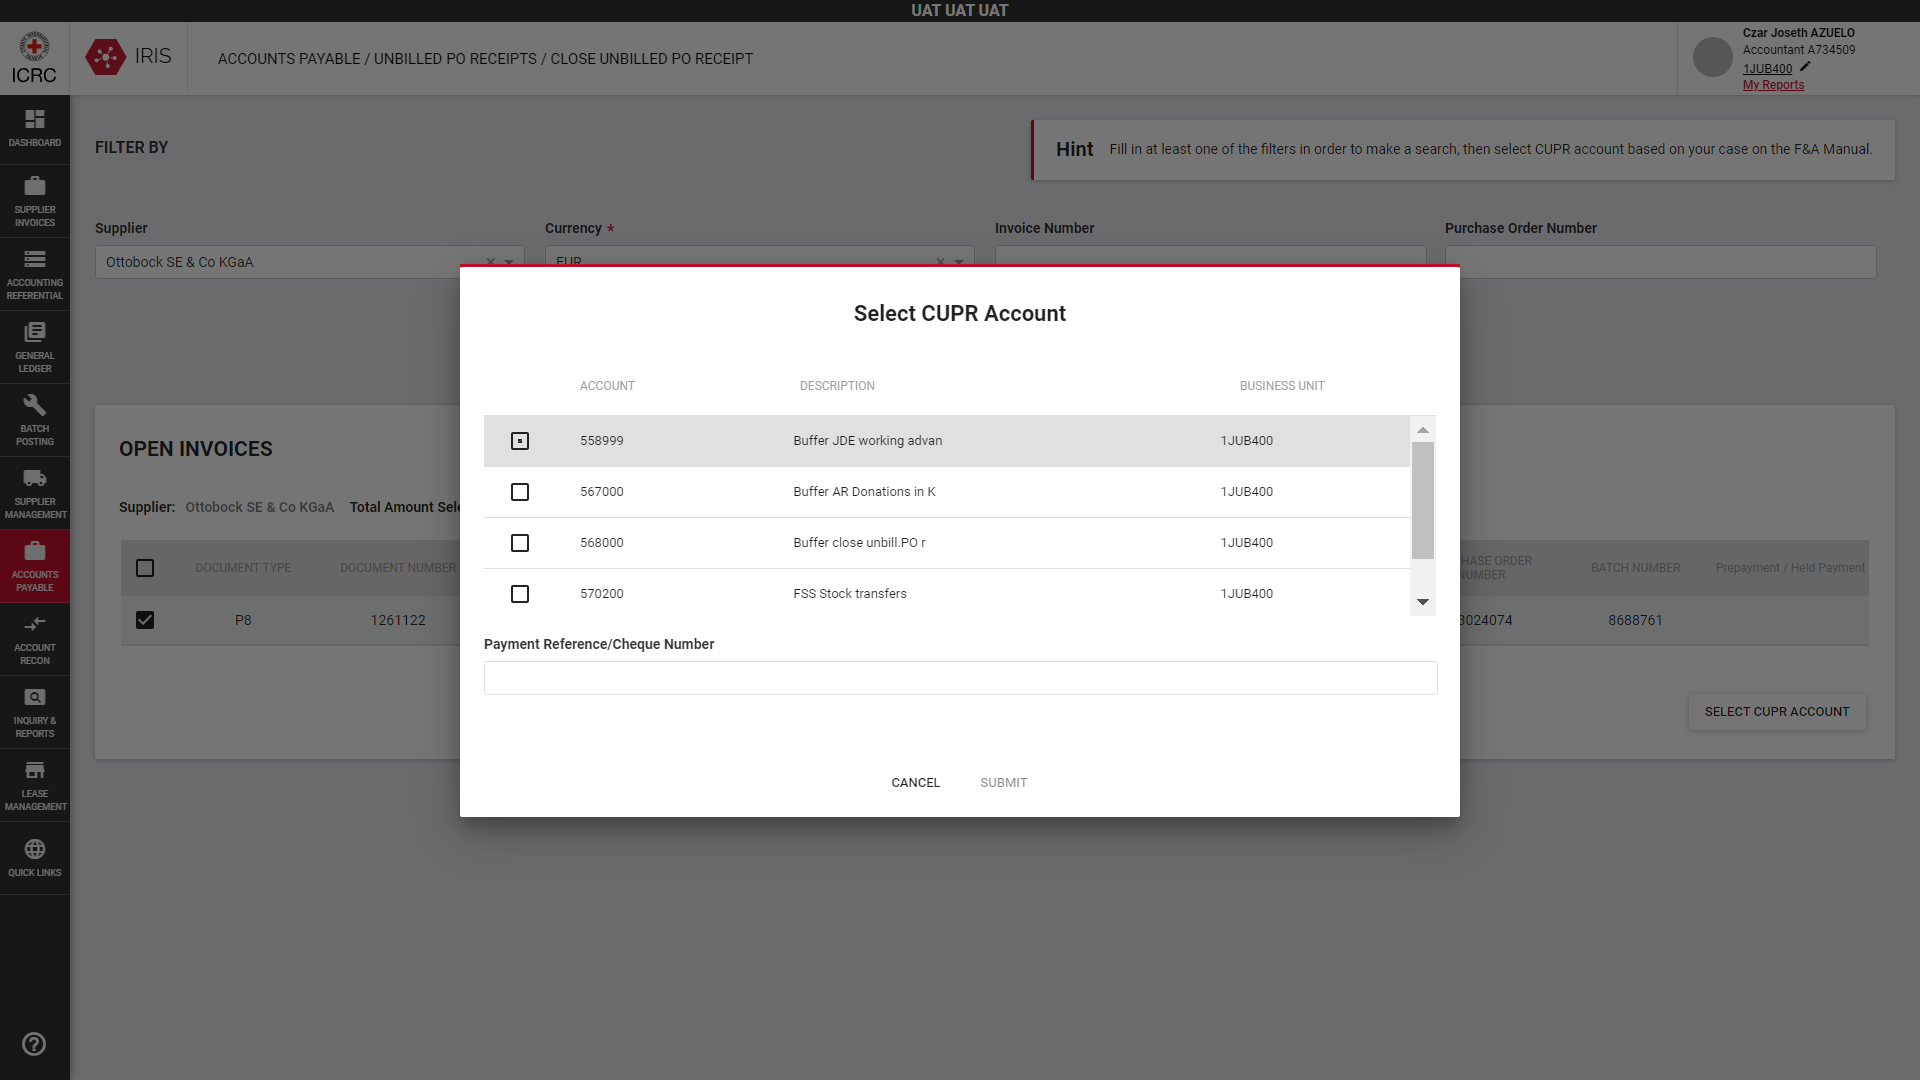 UAT UAT UAT
ICRC
IRIS
ACCOUNTS PAYABLE / UNBILLED PO RECEIPTS / CLOSE UNBILLED PO RECEIPT
Czar Joseth AZUELO
Accountant A734509
1JUB400
My Reports
DASHBOARD
SUPPLIER
INVOICES
ACCOUNTING
REFERENTIAL
GENERAL
LEDGER
BATCH
POSTING
SUPPLIER
MANAGEMENT
ACCOUNTS
PAYABLE
ACCOUNT
RECON
INQUIRY &
REPORTS
LEASE
MANAGEMENT
QUICK LINKS
FILTER BY
Hint Fill in at least one of the filters in order to make a search, then select CUPR account based on your case on the F&A Manual.
Supplier Currency * Invoice Number Purchase Order Number
Ottobock SE & Co KGaA EUR
OPEN INVOICES
Supplier: Ottobock SE & Co KGaA Total Amount
DOCUMENT TYPE DOCUMENT NUMBER ORDER
BATCH NUMBER Prepayment / Held Payment
P8 1261122 3024074 8688761
SELECT CUPR ACCOUNT
Select CUPR Account
ACCOUNT DESCRIPTION BUSINESS UNIT
558999 Buffer JDE working advan 1JUB400
567000 Buffer AR Donations in K 1JUB400
568000 Buffer close unbill.PO r 1JUB400
570200 FSS Stock transfers 1JUB400
Payment Reference/Cheque Number
CANCEL SUBMIT